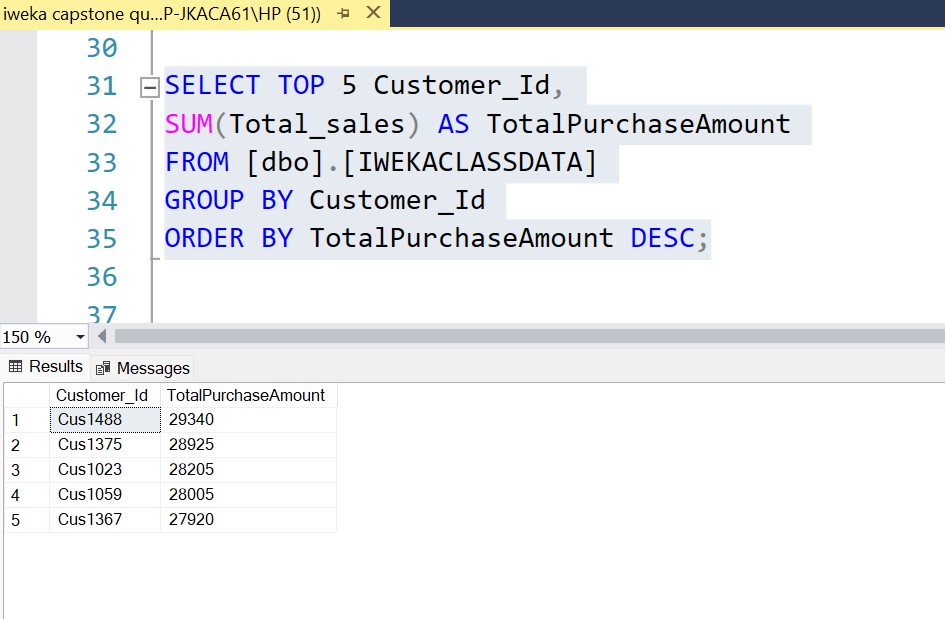 iweka capstone qu...P-JKACA61\HP (51))
30
31 SELECT TOP 5 Customer_Id,
32 SUM(Total_sales) AS TotalPurchaseAmount
33 FROM [dbo].[IWEKACLASSDATA]
34 GROUP BY Customer_Id
35 ORDER BY TotalPurchaseAmount DESC;
36
37
150 %
Results Messages
Customer_Id TotalPurchaseAmount
1 Cus1488 29340
2 Cus1375 28925
3 Cus1023 28205
4 Cus1059 28005
5 Cus1367 27920